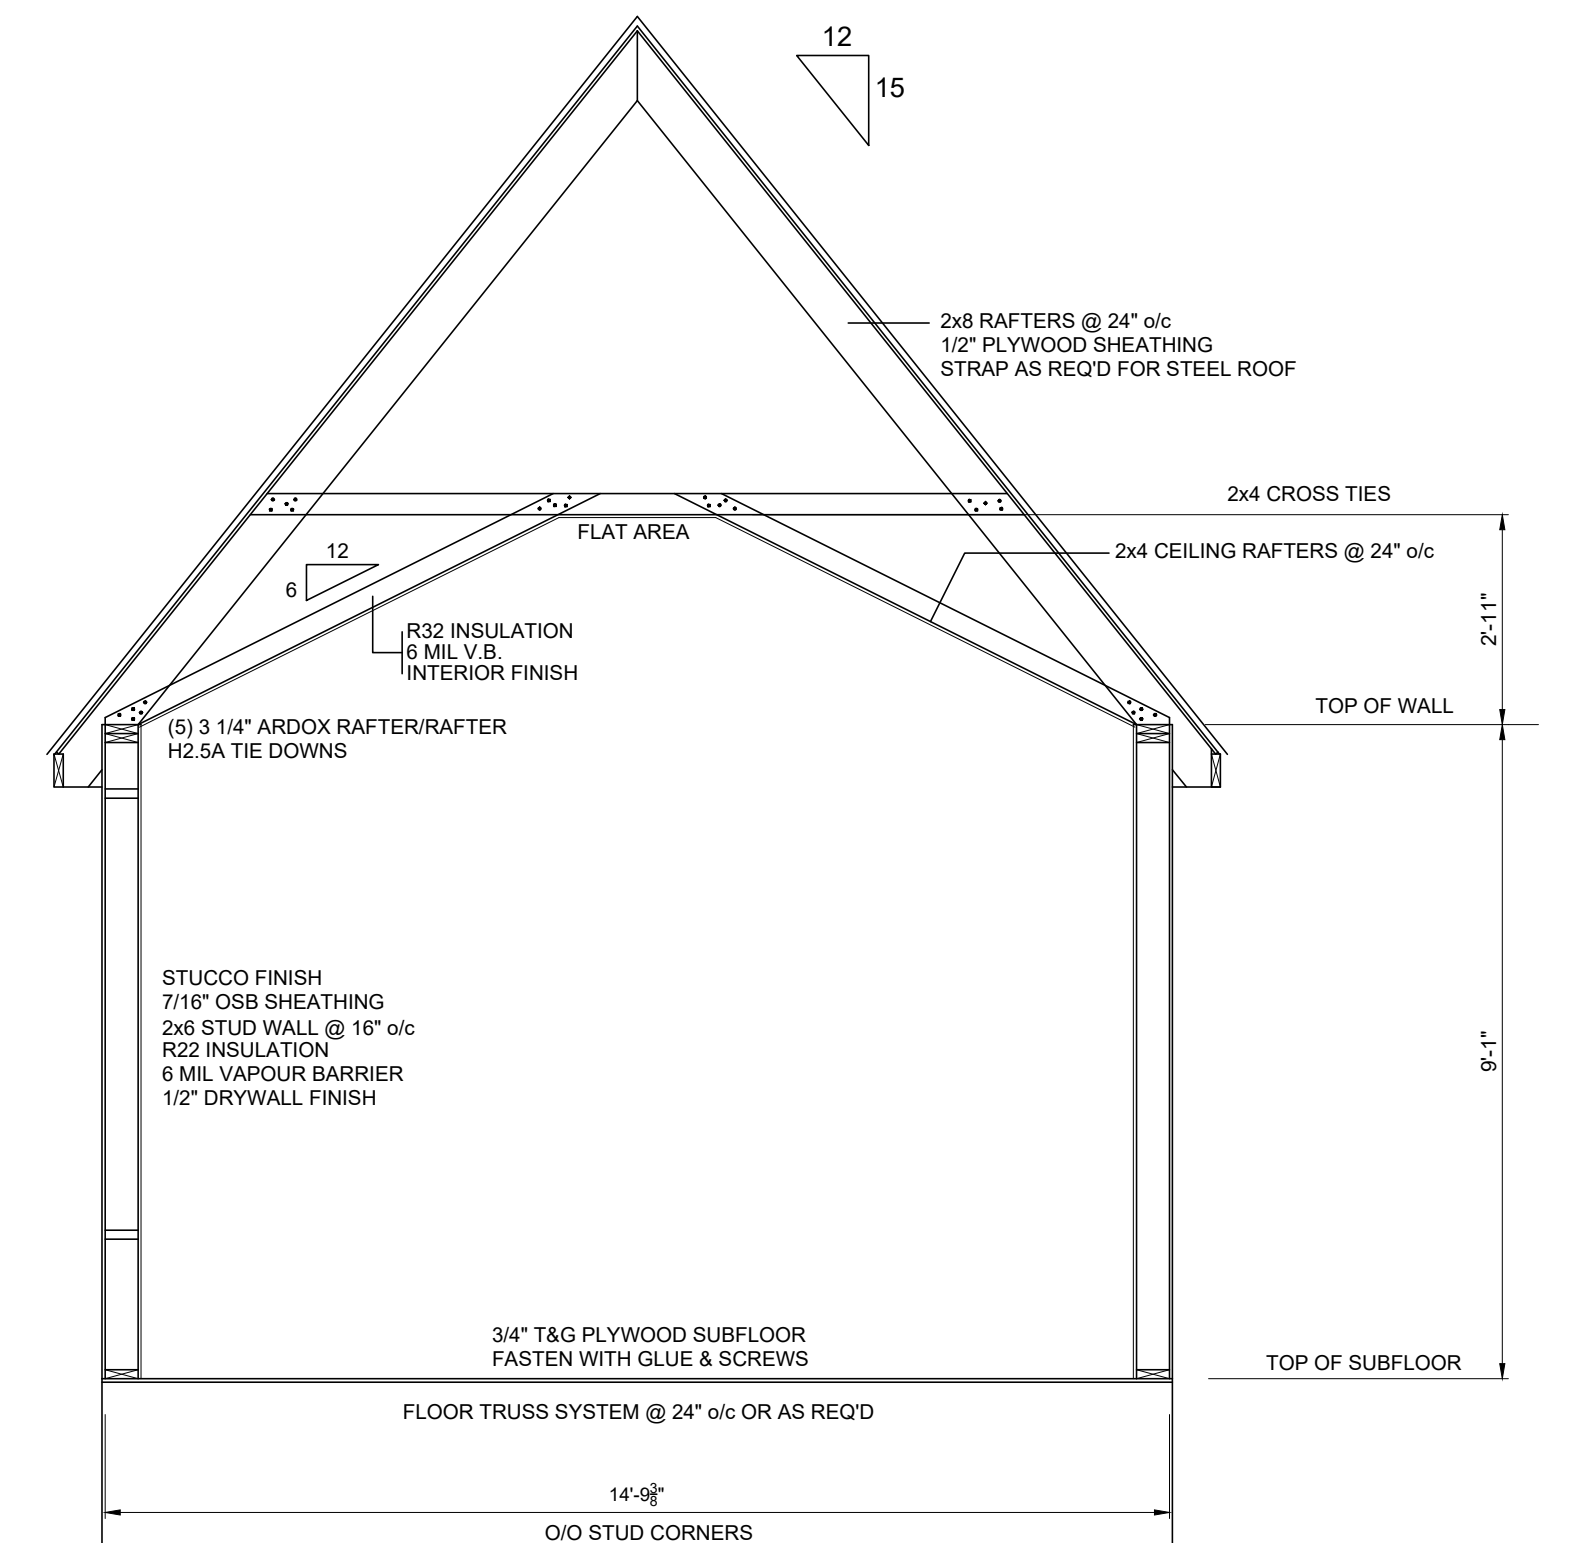 12
15
2x8 RAFTERS @ 24" o/c
1/2" PLYWOOD SHEATHING
STRAP AS REQ'D FOR STEEL ROOF
2x4 CROSS TIES
FLAT AREA
2x4 CEILING RAFTERS @ 24" o/c
12
6
2'-11"
R32 INSULATION
6 MIL V.B.
INTERIOR FINISH
TOP OF WALL
(5) 3 1/4" ARDOX RAFTER/RAFTER
H2.5A TIE DOWNS
STUCCO FINISH
7/16" OSB SHEATHING
2x6 STUD WALL @ 16" o/c
R22 INSULATION
6 MIL VAPOUR BARRIER
1/2" DRYWALL FINISH
9'-1"
3/4" T&G PLYWOOD SUBFLOOR
FASTEN WITH GLUE & SCREWS
TOP OF SUBFLOOR
FLOOR TRUSS SYSTEM @ 24" o/c OR AS REQ'D
14'-9 3/8"
O/O STUD CORNERS